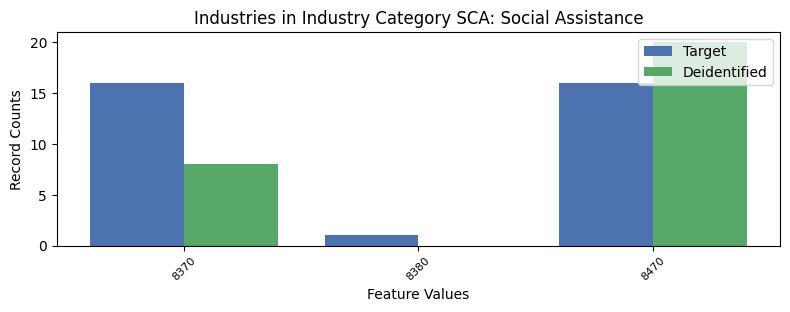 Industries in Industry Category SCA: Social Assistance
Target
Deidentified
Record Counts
20
15
10
5
0
8370
8380
8470
Feature Values